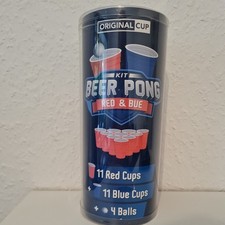 ORIGINAL CUP
KIT
BEER PONG
RED & BUE
11 Red Cups
+ 11 Blue Cups
+ 4 Balls